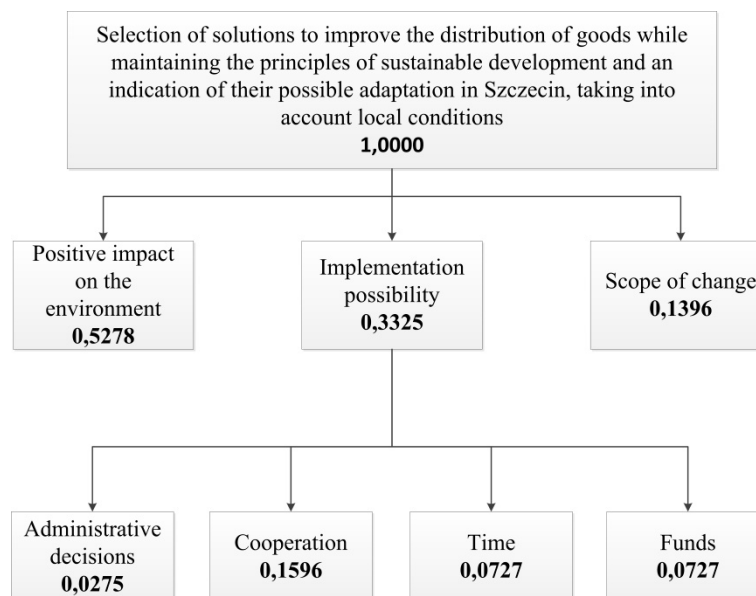 Selection of solutions to improve the distribution of goods while
maintaining the principles of sustainable development and an
indication of their possible adaptation in Szczecin, taking into
account local conditions
1,0000
Positive impact
on the
environment
0,5278
Implementation
possibility
0,3325
Scope of change
0,1396
Administrative
decisions
0,0275
Cooperation
0,1596
Time
0,0727
Funds
0,0727